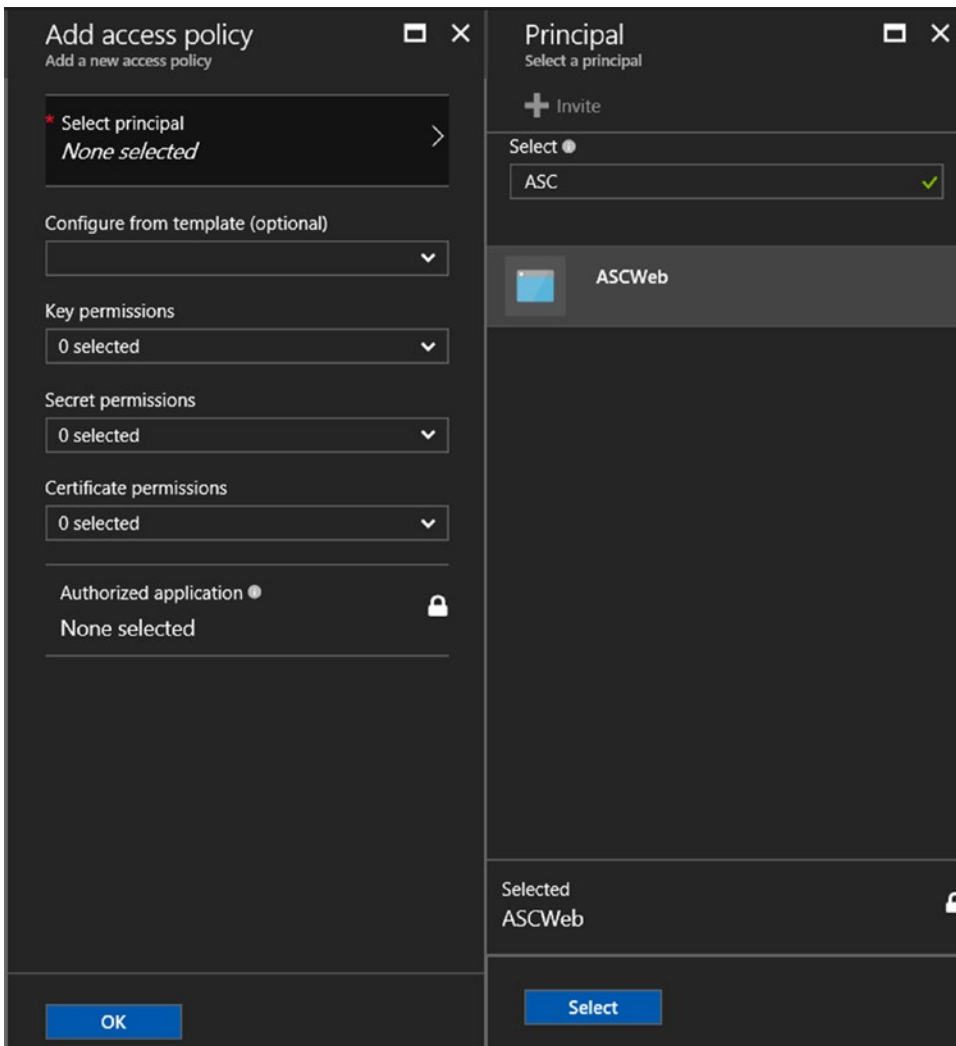 Add access policy
Add a new access policy
* Select principal
None selected
Configure from template (optional)
Key permissions
0 selected
Secret permissions
0 selected
Certificate permissions
0 selected
Authorized application
None selected
OK
Principal
Select a principal
Invite
Select
ASC
ASCWeb
Selected
ASCWeb
Select